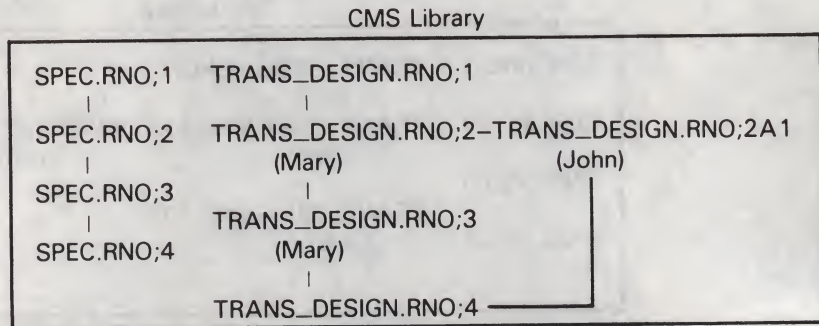 CMS Library
SPEC.RNO;1 TRANS_DESIGN.RNO;1
SPEC.RNO;2 TRANS_DESIGN.RNO;2–TRANS_DESIGN.RNO;2A1
(Mary) (John)
SPEC.RNO;3
TRANS_DESIGN.RNO;3
SPEC.RNO;4 (Mary)
TRANS_DESIGN.RNO;4